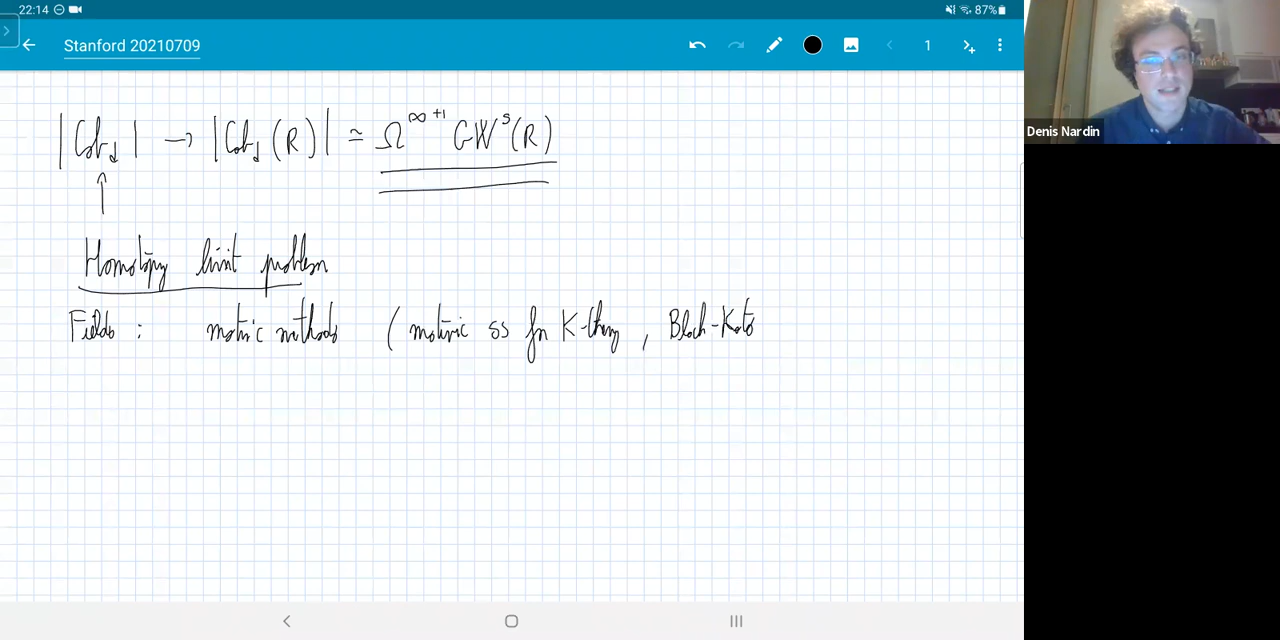 22:14
87%
Stanford 20210709
1
Denis Nardin
|Cob_d| → |Cob_d(R)| ≃ Ω^{∞+1} GW^s(R)
Homotopy limit problem
Fields : motivic methods ( motivic ss for K-theory , Bloch-Kato